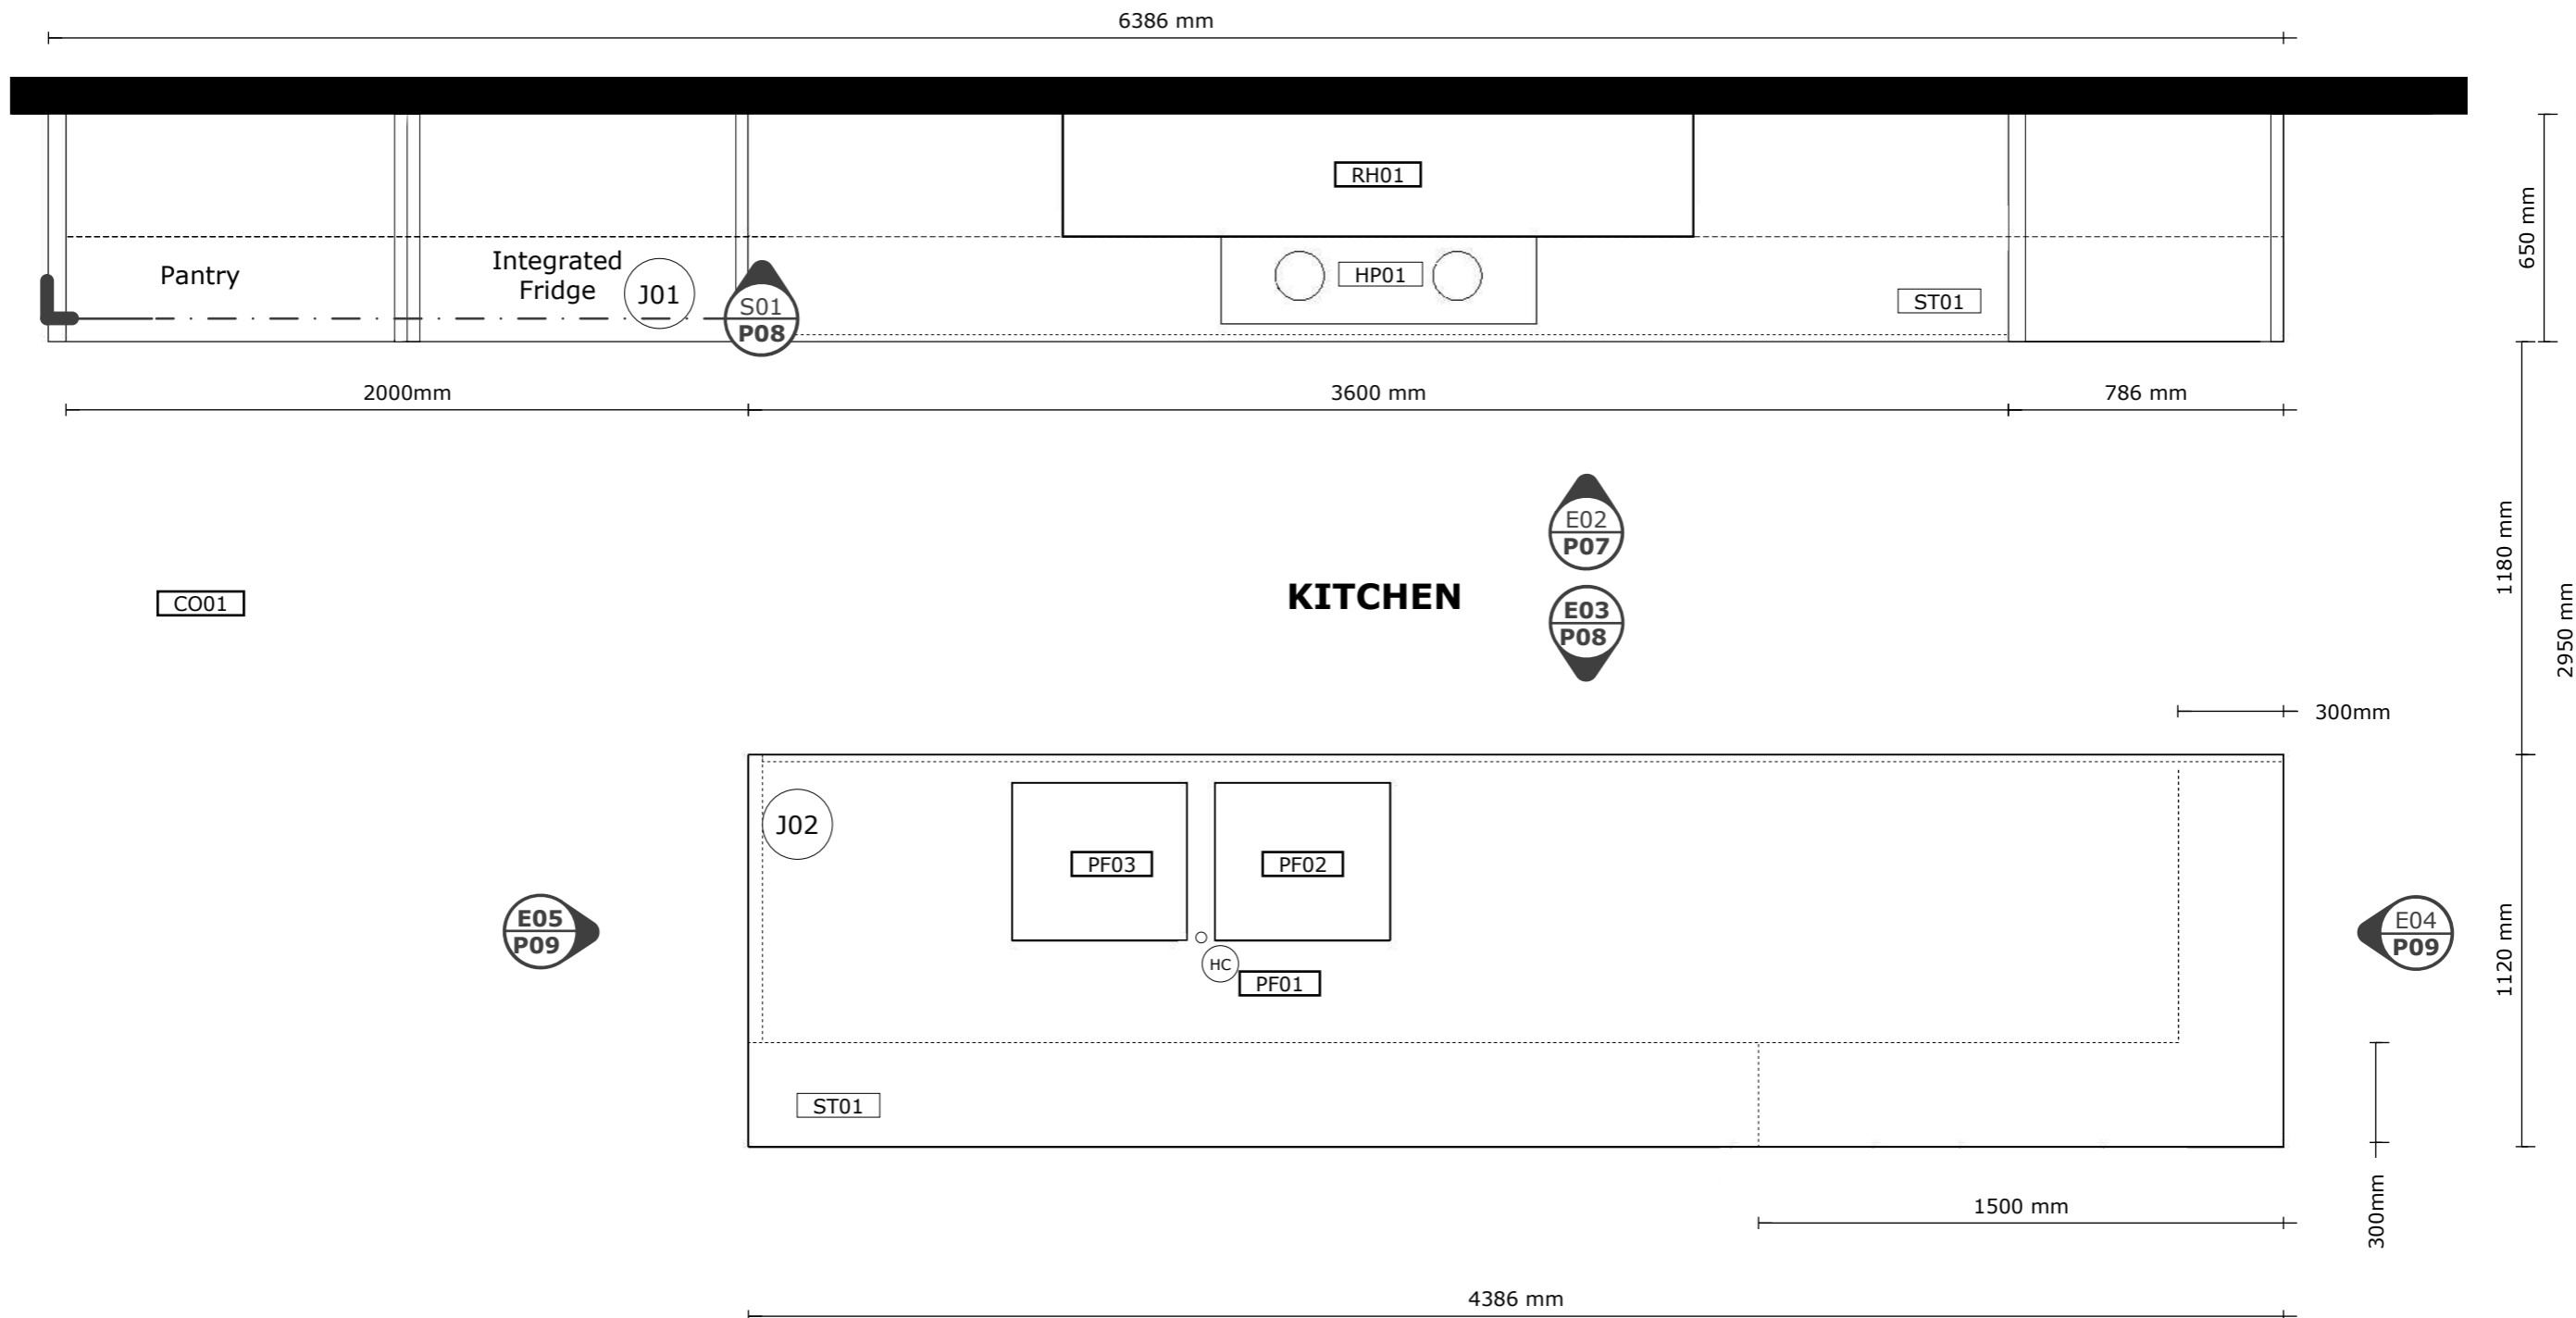 6386 mm
RH01
650 mm
Pantry
Integrated
Fridge
J01
S01
P08
HP01
ST01
2000mm
3600 mm
786 mm
E02
P07
1180 mm
KITCHEN
CO01
E03
P08
2950 mm
300mm
J02
PF03
PF02
E05
P09
E04
P09
1120 mm
HC
PF01
ST01
1500 mm
300mm
4386 mm